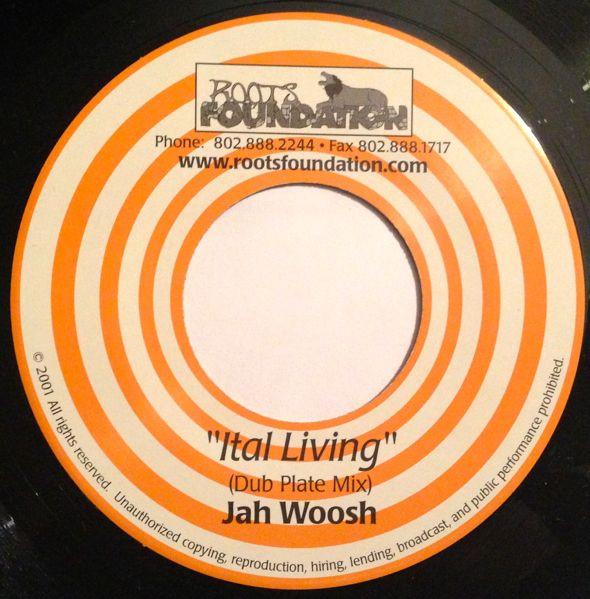 ROOTS
FOUNDATION
Phone: 802.888.2244 • Fax 802.888.1717
www.rootsfoundation.com
"Ital Living"
(Dub Plate Mix)
Jah Woosh
© 2001 All rights reserved. Unauthorized copying, reproduction, hiring, lending, broadcast, and public performance prohibited.